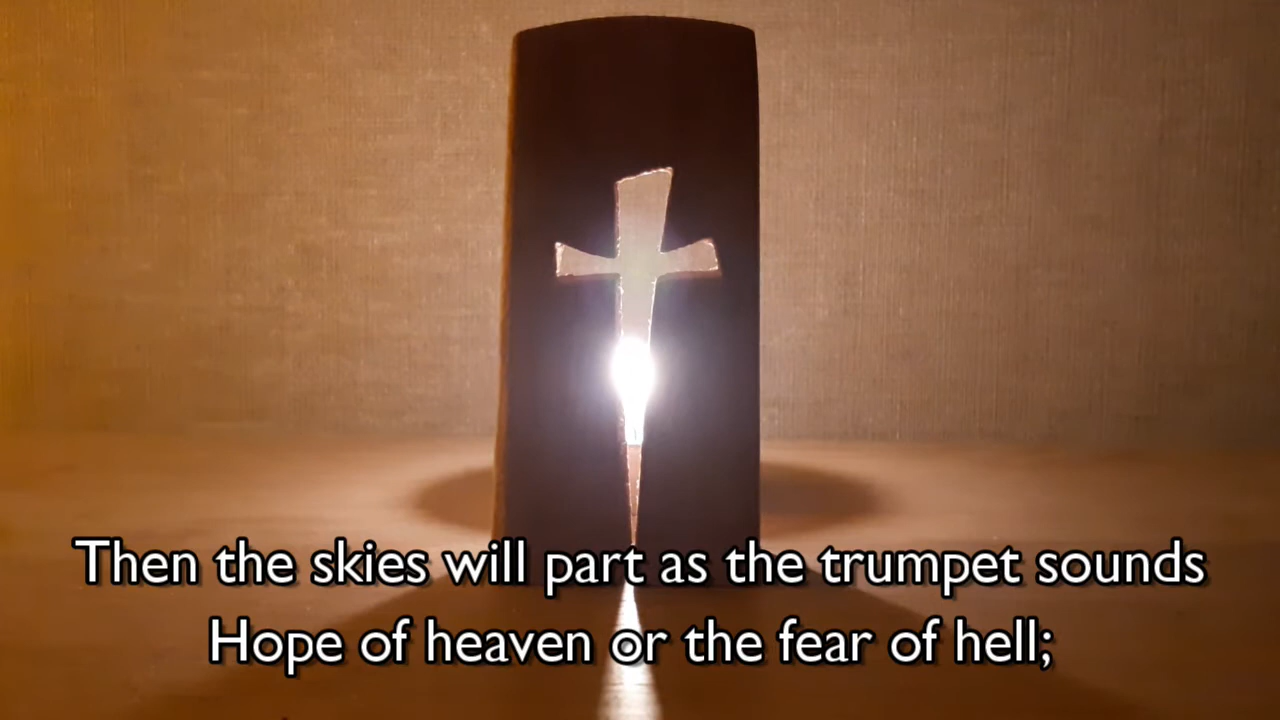 Then the skies will part as the trumpet sounds
Hope of heaven or the fear of hell;